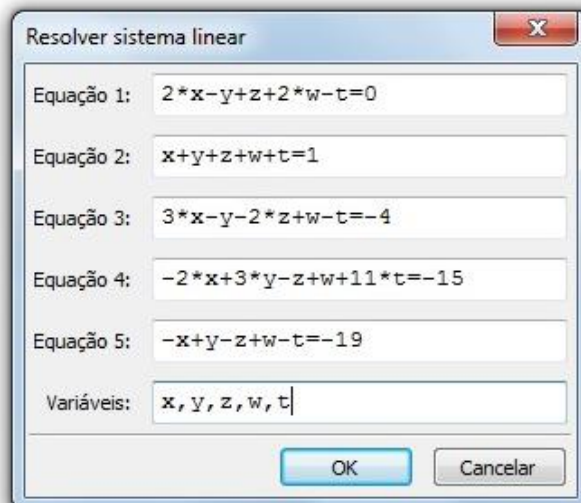 Resolver sistema linear
Equação 1: 2*x-y+z+2*w-t=0
Equação 2: x+y+z+w+t=1
Equação 3: 3*x-y-2*z+w-t=-4
Equação 4: -2*x+3*y-z+w+11*t=-15
Equação 5: -x+y-z+w-t=-19
Variáveis: x,y,z,w,t
OK Cancelar